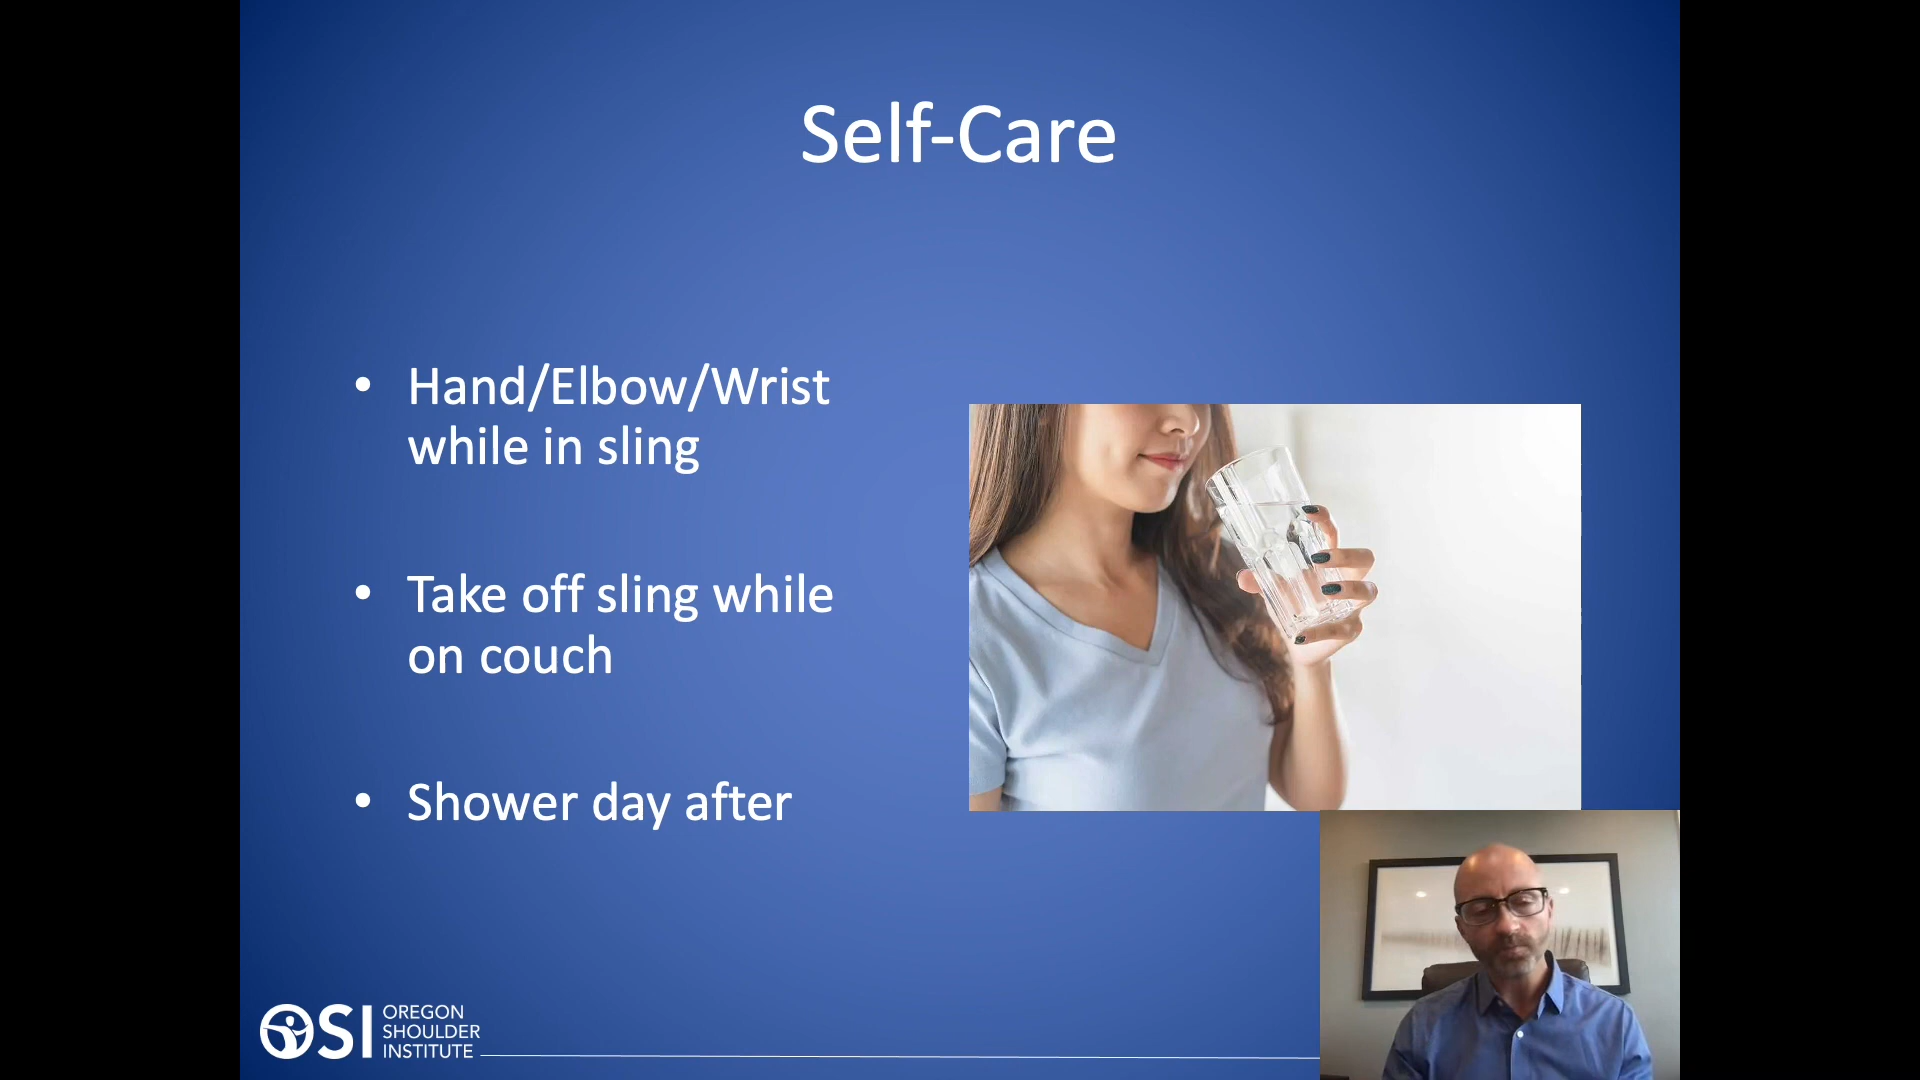 Self-Care
• Hand/Elbow/Wrist
while in sling
• Take off sling while
on couch
• Shower day after
OSI OREGON
SHOULDER
INSTITUTE